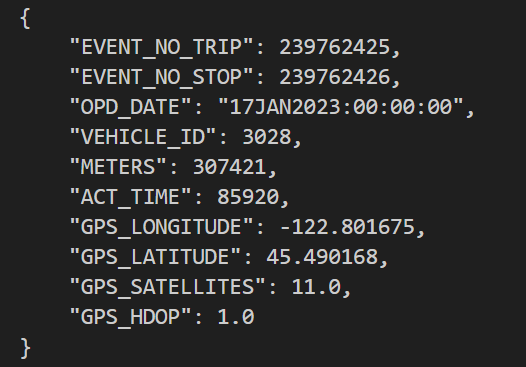 {
"EVENT_NO_TRIP": 239762425,
"EVENT_NO_STOP": 239762426,
"OPD_DATE": "17JAN2023:00:00:00",
"VEHICLE_ID": 3028,
"METERS": 307421,
"ACT_TIME": 85920,
"GPS_LONGITUDE": -122.801675,
"GPS_LATITUDE": 45.490168,
"GPS_SATELLITES": 11.0,
"GPS_HDOP": 1.0
}